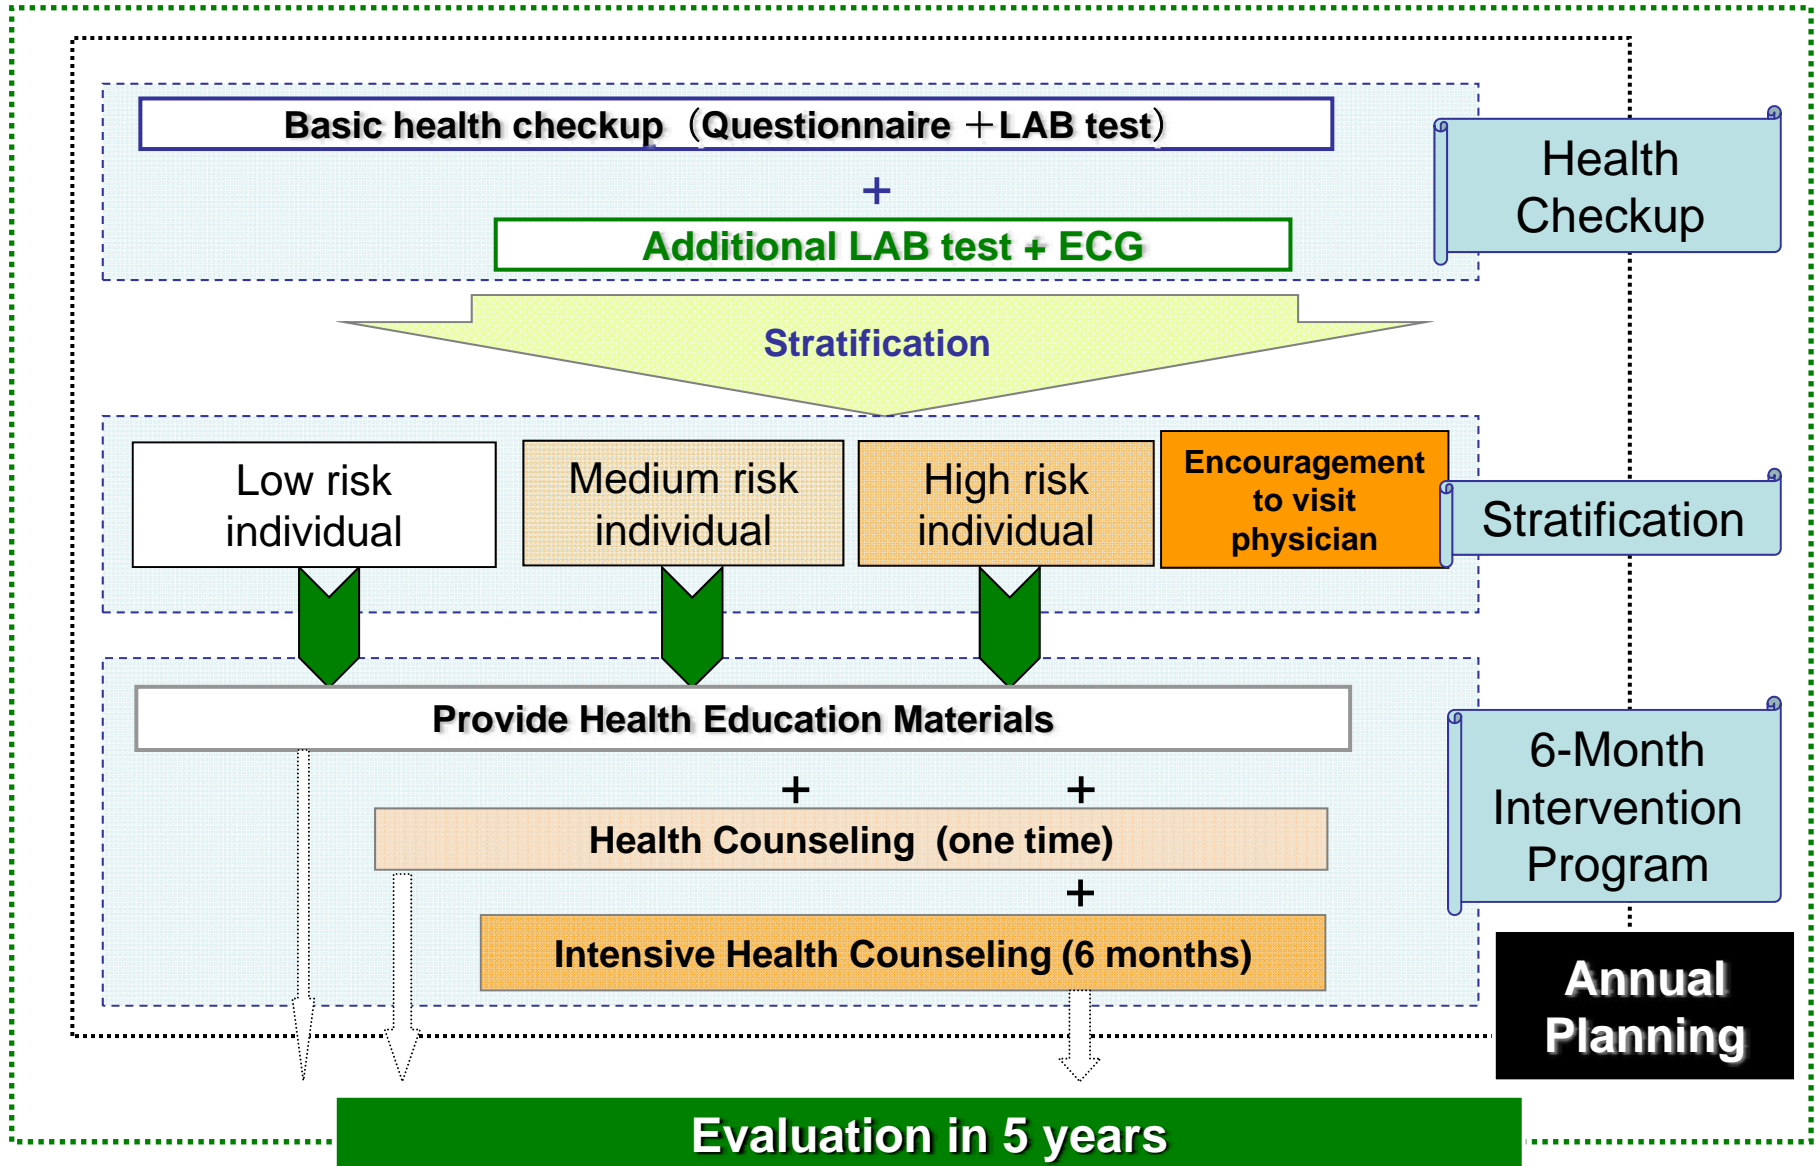 Basic health checkup（Questionnaire ＋LAB test）
+
Additional LAB test + ECG
Health
Checkup
Stratification
Low risk
individual
Medium risk
individual
High risk
individual
Encouragement
to visit
physician
Stratification
Provide Health Education Materials
+ +
Health Counseling (one time)
+
Intensive Health Counseling (6 months)
6-Month
Intervention
Program
Annual
Planning
Evaluation in 5 years